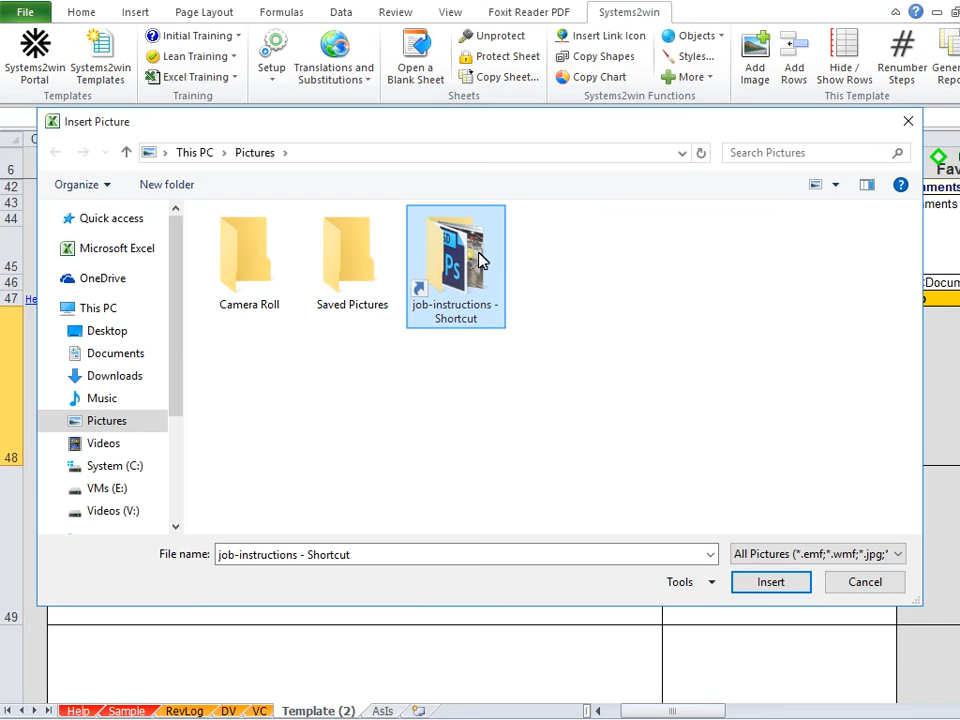 File Home Insert Page Layout Formulas Data Review View Foxit Reader PDF Systems2win
Systems2win Portal
Systems2win Templates
Templates
Initial Training
Lean Training
Excel Training
Training
Setup
Translations and Substitutions
Open a Blank Sheet
Unprotect
Protect Sheet
Copy Sheet...
Sheets
Insert Link Icon
Copy Shapes
Copy Chart
Objects
Styles...
More
Systems2win Functions
Add Image
Add Rows
Hide / Show Rows
Renumber Steps
This Template
Insert Picture
This PC Pictures
Search Pictures
Organize
New folder
Quick access
Microsoft Excel
OneDrive
This PC
Desktop
Documents
Downloads
Music
Pictures
Videos
System (C:)
VMs (E:)
Videos (V:)
Camera Roll
Saved Pictures
Ps
job-instructions - Shortcut
File name: job-instructions - Shortcut
All Pictures (*.emf;*.wmf;*.jpg;*
Tools Insert Cancel
6
42
43
44
45
46
47
48
49
Help Sample RevLog DV VC Template (2) AsIs